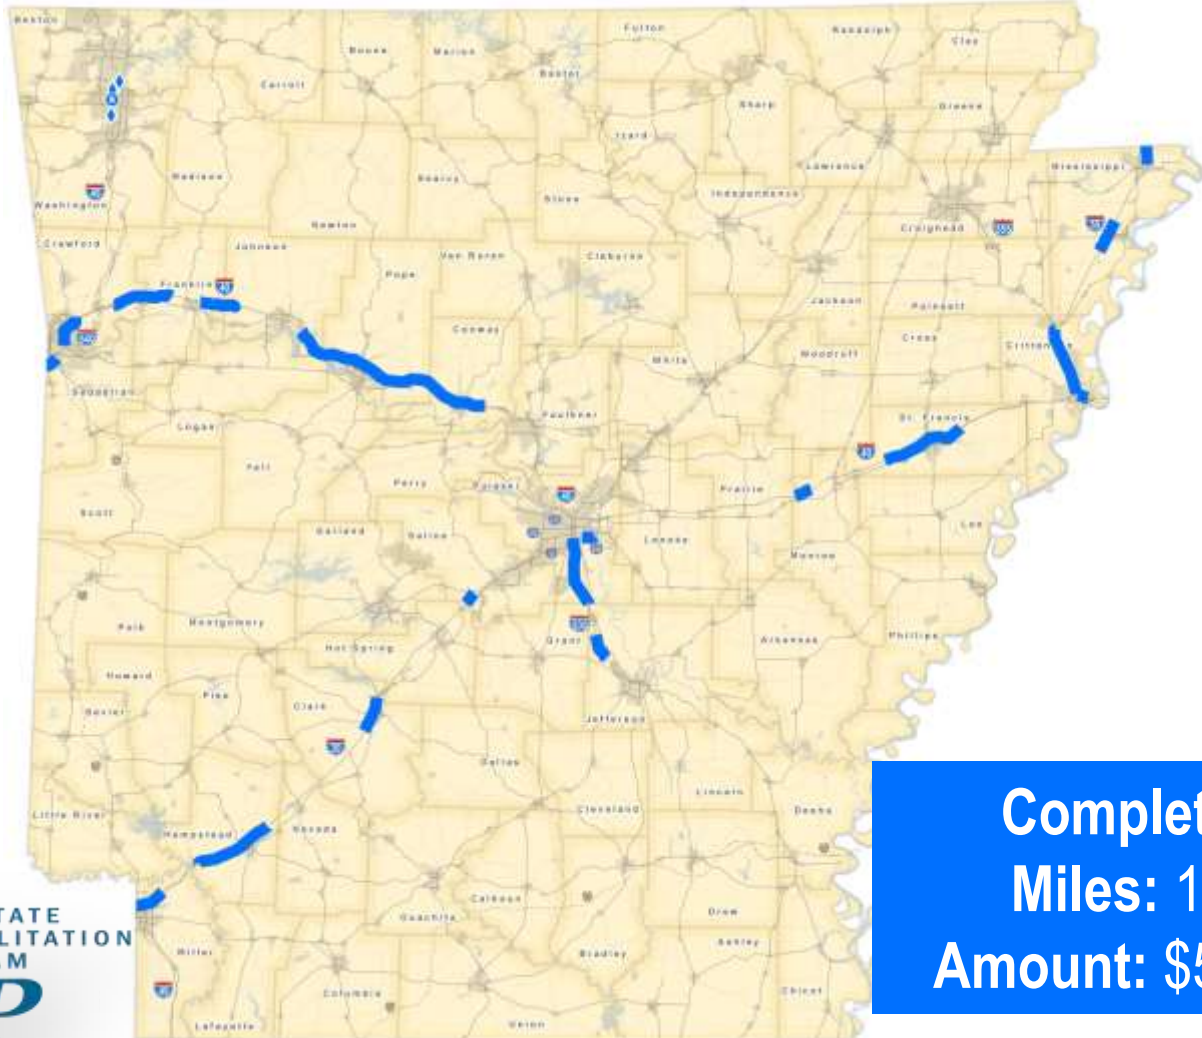 Benton
Boone
Marion
Fulton
Randolph
Clay
Carroll
Baxter
Sharp
Greene
Izard
Lawrence
Mississippi
Madison
Searcy
Stone
Independence
Washington
Newton
Craighead
Crawford
Johnson
Van Buren
Cleburne
Franklin
Pope
Jackson
Poinsett
Conway
White
Woodruff
Cross
Crittenden
Sebastian
Logan
Faulkner
St. Francis
Yell
Perry
Pulaski
Prairie
Scott
Garland
Saline
Lonoke
Monroe
Lee
Polk
Montgomery
Hot Spring
Grant
Arkansas
Phillips
Howard
Pike
Clark
Sevier
Jefferson
Dallas
Lincoln
Cleveland
Desha
Little River
Hempstead
Nevada
Calhoun
Ouachita
Drew
Ashley
Bradley
Miller
Columbia
Chicot
Union
Lafayette
Complet
Miles: 1
Amount: $5
TATE
LITATION